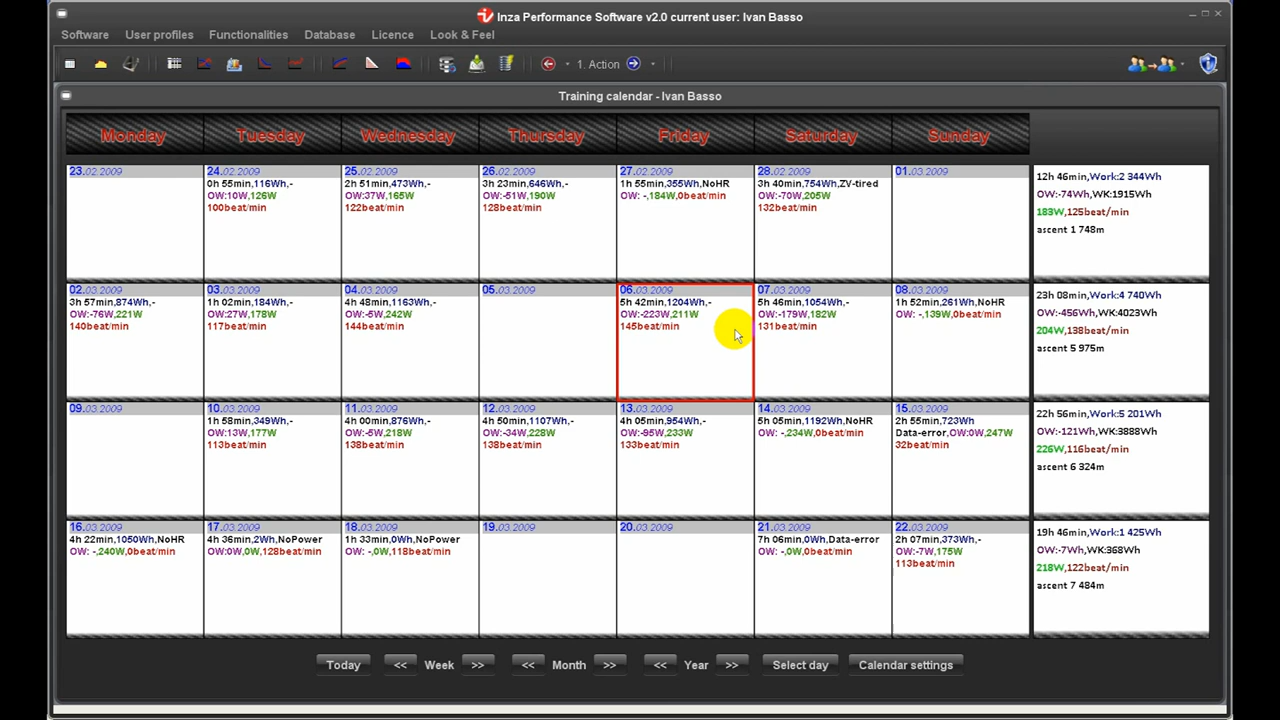 Inza Performance Software v2.0 current user: Ivan Basso
Software User profiles Functionalities Database Licence Look & Feel
1. Action
Training calendar - Ivan Basso
Monday Tuesday Wednesday Thursday Friday Saturday Sunday
23.02.2009
24.02.2009
0h 55min,116Wh,-
OW:10W,126W
100beat/min
25.02.2009
2h 51min,473Wh,-
OW:37W,165W
122beat/min
26.02.2009
3h 23min,646Wh,-
OW:-51W,190W
128beat/min
27.02.2009
1h 55min,355Wh,NoHR
OW: -,184W,0beat/min
28.02.2009
3h 40min,754Wh,ZV-tired
OW:-70W,205W
132beat/min
01.03.2009
12h 46min,Work:2 344Wh
OW:-74Wh,WK:1915Wh
183W,125beat/min
ascent 1 748m
02.03.2009
3h 57min,874Wh,-
OW:-76W,221W
140beat/min
03.03.2009
1h 02min,184Wh,-
OW:27W,178W
117beat/min
04.03.2009
4h 48min,1163Wh,-
OW:-5W,242W
144beat/min
05.03.2009
06.03.2009
5h 42min,1204Wh,-
OW:-223W,211W
145beat/min
07.03.2009
5h 46min,1054Wh,-
OW:-179W,182W
131beat/min
08.03.2009
1h 52min,261Wh,NoHR
OW: -,139W,0beat/min
23h 08min,Work:4 740Wh
OW:-456Wh,WK:4023Wh
204W,138beat/min
ascent 5 975m
09.03.2009
10.03.2009
1h 58min,349Wh,-
OW:13W,177W
113beat/min
11.03.2009
4h 00min,876Wh,-
OW:-5W,218W
138beat/min
12.03.2009
4h 50min,1107Wh,-
OW:-34W,228W
138beat/min
13.03.2009
4h 05min,954Wh,-
OW:-95W,233W
133beat/min
14.03.2009
5h 05min,1192Wh,NoHR
OW: -,234W,0beat/min
15.03.2009
2h 55min,723Wh
Data-error,OW:0W,247W
32beat/min
22h 56min,Work:5 201Wh
OW:-121Wh,WK:3888Wh
226W,116beat/min
ascent 6 324m
16.03.2009
4h 22min,1050Wh,NoHR
OW: -,240W,0beat/min
17.03.2009
4h 36min,2Wh,NoPower
OW:0W,0W,128beat/min
18.03.2009
1h 33min,0Wh,NoPower
OW: -,0W,118beat/min
19.03.2009
20.03.2009
21.03.2009
7h 06min,0Wh,Data-error
OW: -,0W,0beat/min
22.03.2009
2h 07min,373Wh,-
OW:-7W,175W
113beat/min
19h 46min,Work:1 425Wh
OW:-7Wh,WK:368Wh
218W,122beat/min
ascent 7 484m
Today << Week >> << Month >> << Year >> Select day Calendar settings